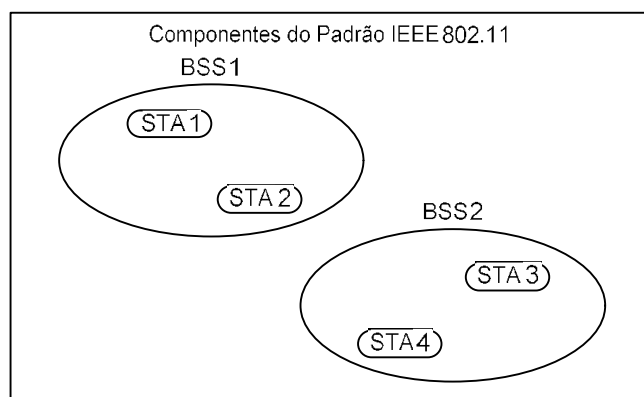 Componentes do Padrão IEEE 802.11
BSS1
STA 1
STA 2
BSS2
STA 3
STA 4